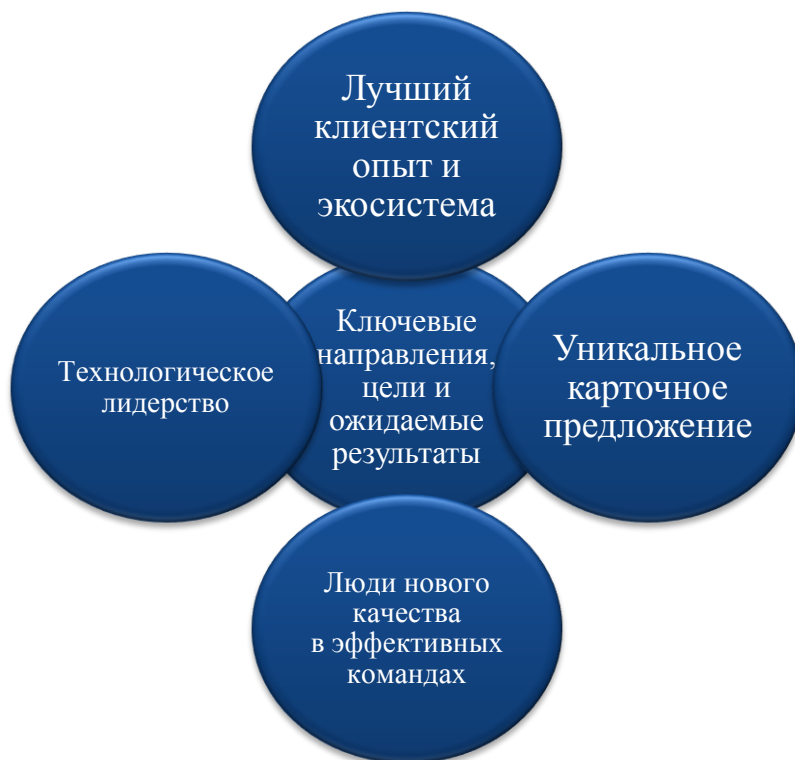 Лучший
клиентский
опыт и
экосистема
Технологическое
лидерство
Ключевые
направления,
цели и
ожидаемые
результаты
Уникальное
карточное
предложение
Люди нового
качества
в эффективных
командах